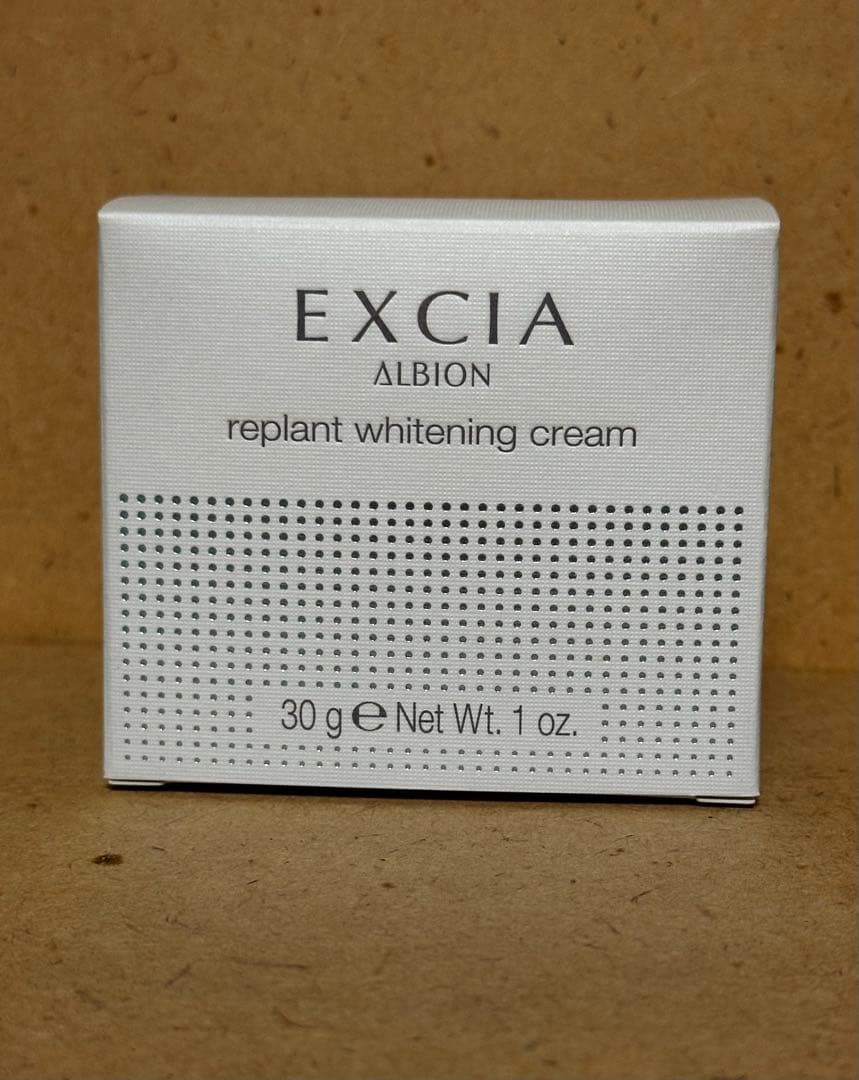 EXCIA
ALBION
replant whitening cream
30 g ℮ Net Wt. 1 oz.